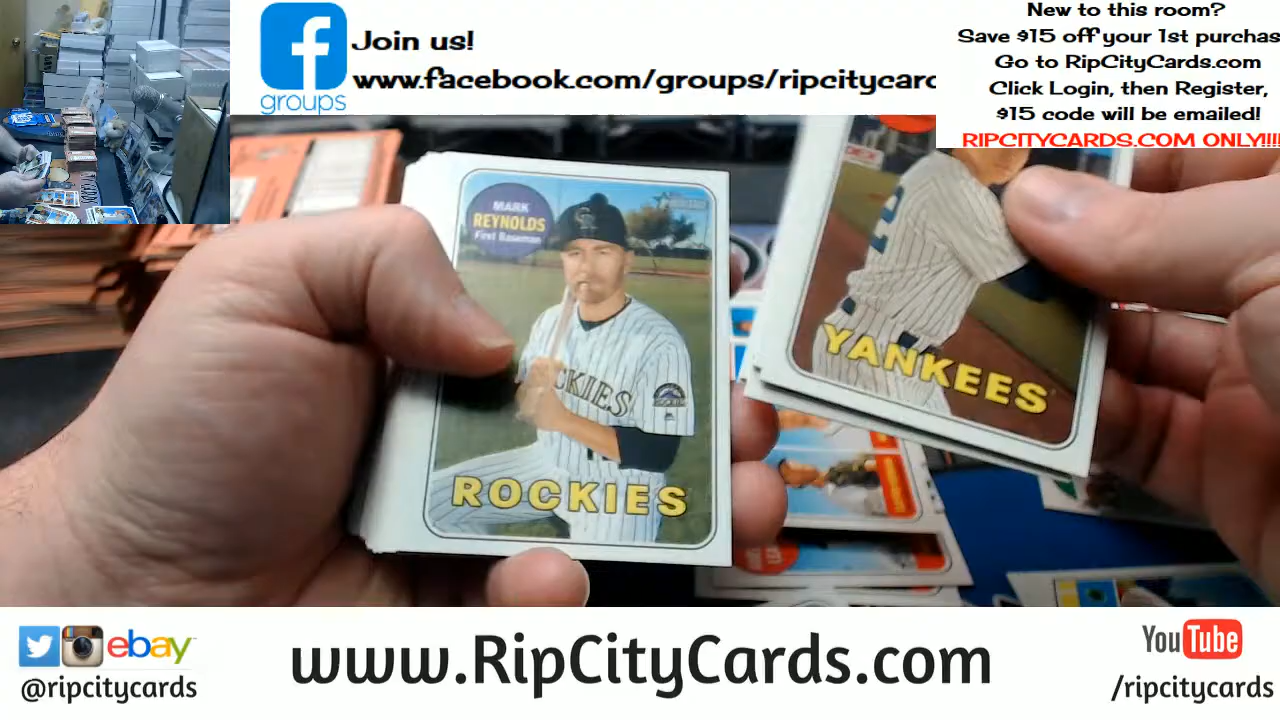 groups
Join us!
www.facebook.com/groups/ripcitycarc
New to this room?
Save $15 off your 1st purchas
Go to RipCityCards.com
Click Login, then Register,
$15 code will be emailed!
RIPCITYCARDS.COM ONLY!!!!
MARK
REYNOLDS
First Baseman
ROCKIES
ROCKIES
YANKEES
ebay
@ripcitycards
www.RipCityCards.com
YouTube
/ripcitycards